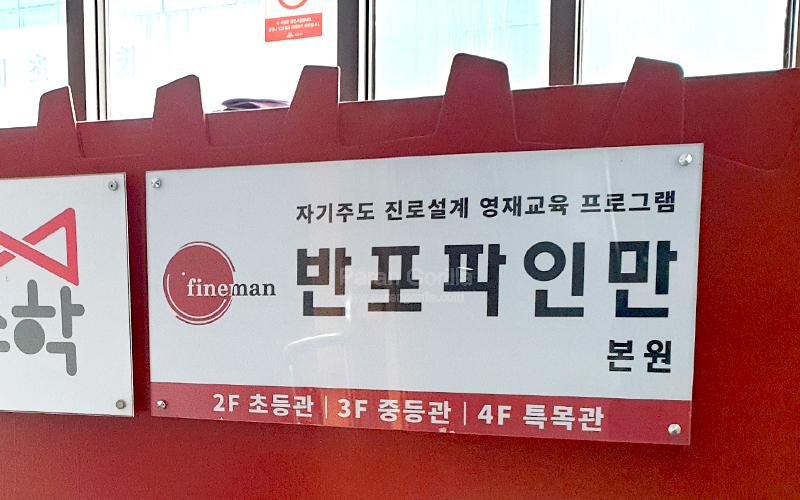 자기주도 진로설계 영재교육 프로그램
fineman
반포파인만
본원
2F 초등관 | 3F 중등관 | 4F 특목관
학